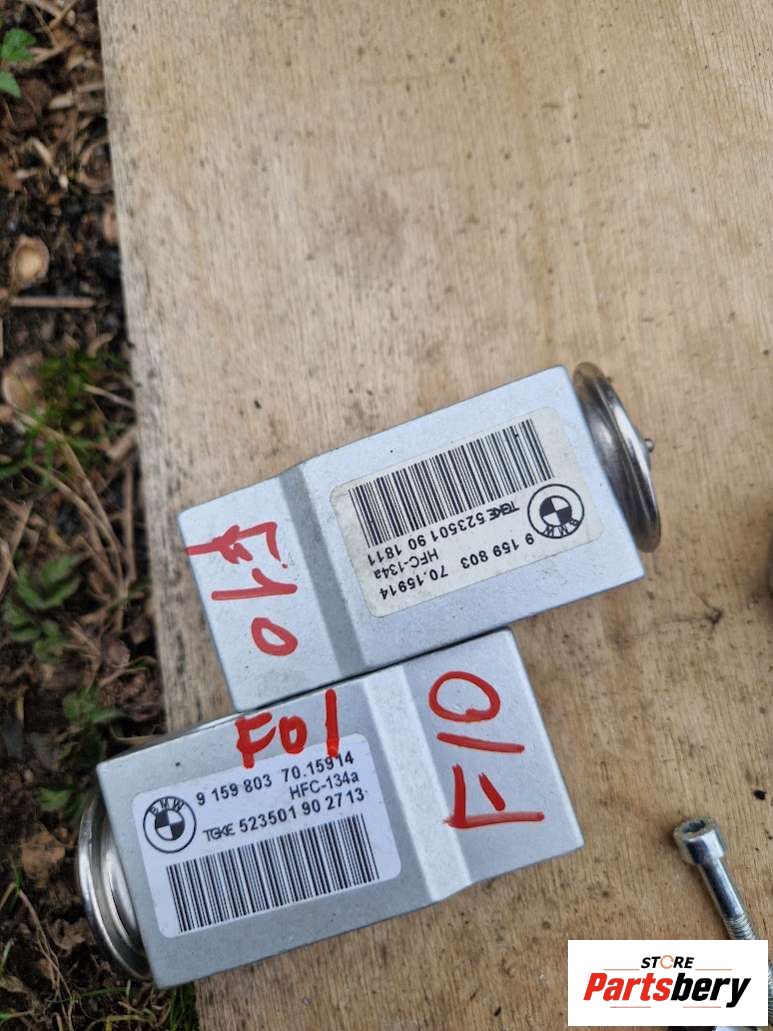 F10
BMW
9 159 803 70.15914
HFC-134a
TGKE 523501 90 1811
F01
F10
BMW
9 159 803 70.15914
HFC-134a
TGKE 523501 90 2713
STORE
Partsbery